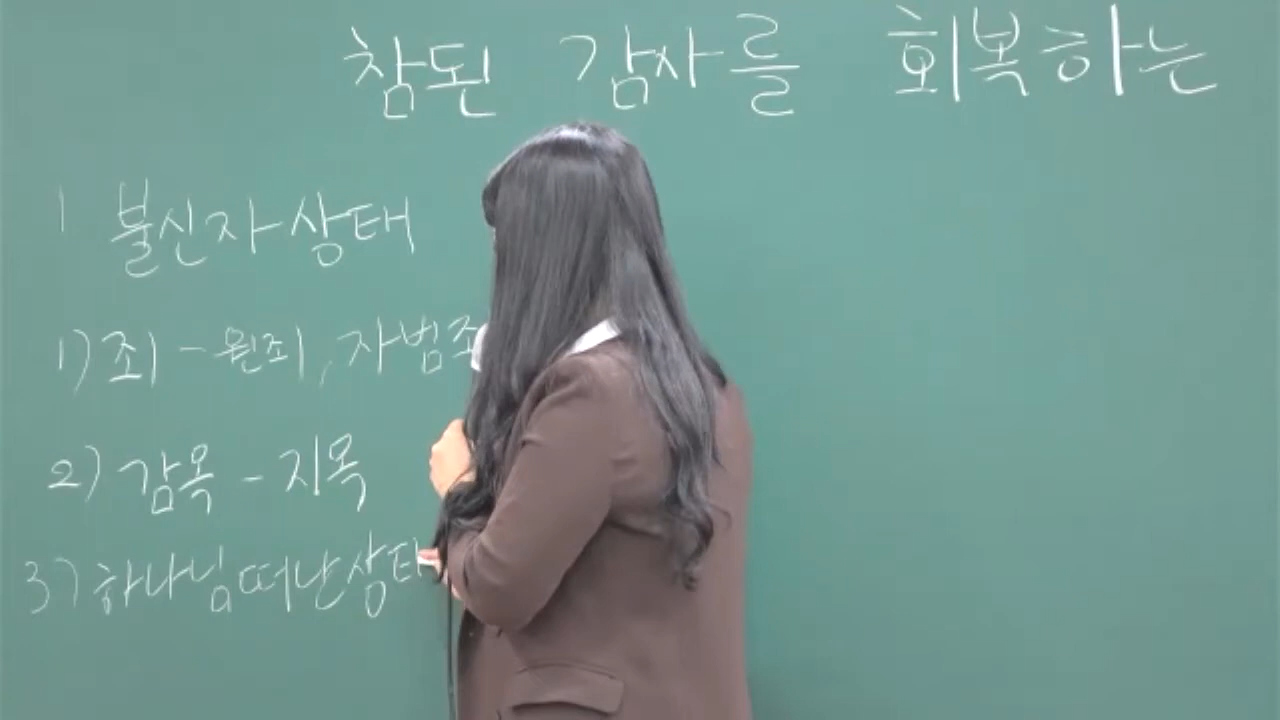 참된 감사를 회복하는
1 불신자상태
1) 죄 - 원죄, 자범죄
2) 감옥 - 지옥
3) 하나님떠난상태